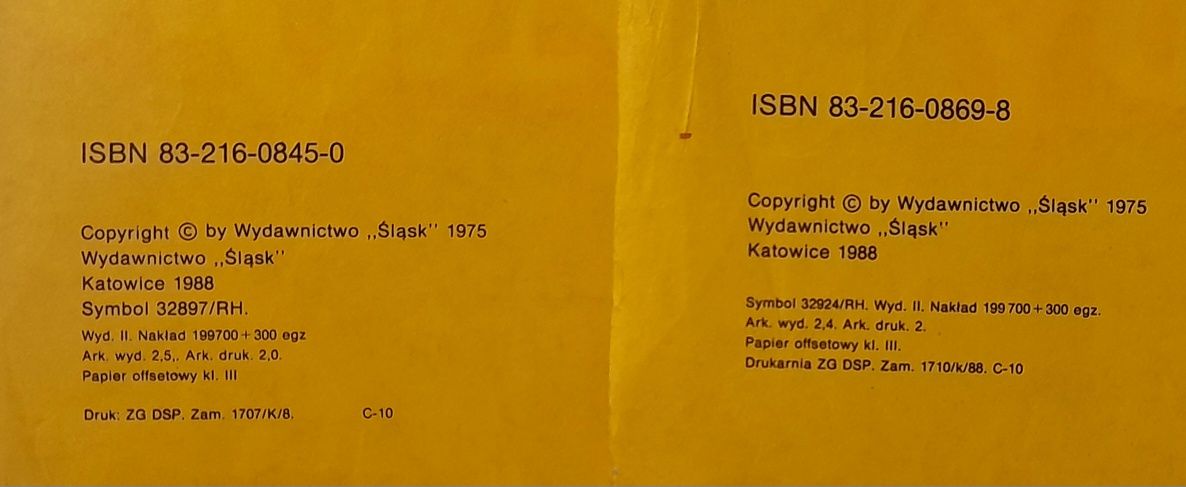 ISBN 83-216-0845-0
Copyright © by Wydawnictwo ,,Śląsk'' 1975
Wydawnictwo ,,Śląsk''
Katowice 1988
Symbol 32897/RH.
Wyd. II. Nakład 199700+300 egz
Ark. wyd. 2,5,. Ark. druk. 2,0.
Papier offsetowy kl. III
Druk: ZG DSP. Zam. 1707/K/8. C-10
ISBN 83-216-0869-8
Copyright © by Wydawnictwo ,,Śląsk'' 1975
Wydawnictwo ,,Śląsk''
Katowice 1988
Symbol 32924/RH. Wyd. II. Nakład 199 700+300 egz.
Ark. wyd. 2,4. Ark. druk. 2.
Papier offsetowy kl. III.
Drukarnia ZG DSP. Zam. 1710/k/88. C-10